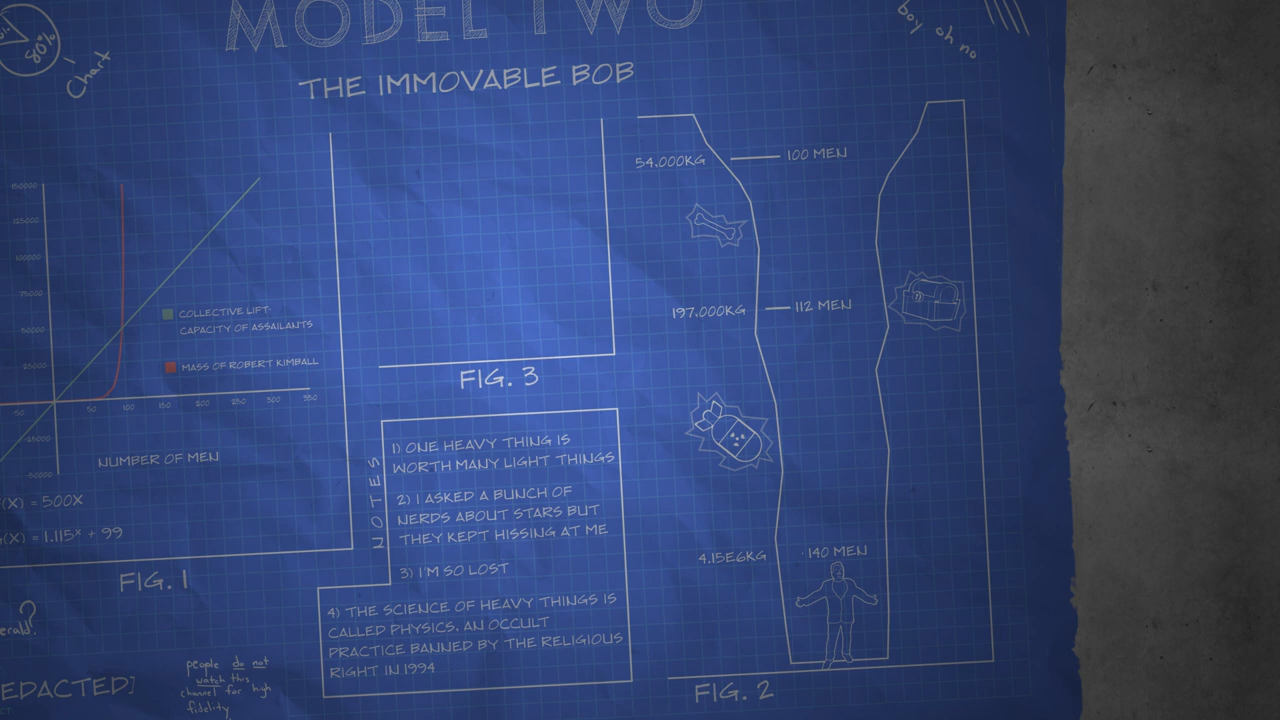 MODEL TWO
THE IMMOVABLE BOB
80%
Chart
boy oh no
150000
125000
100000
75000
50000
25000
50
50
100
150
200
250
300
350
-25000
-50000
COLLECTIVE LIFT-
CAPACITY OF ASSAILANTS
MASS OF ROBERT KIMBALL
NUMBER OF MEN
(X) = 500X
G(X) = 1.115ˣ + 99
FIG. 1
FIG. 3
NOTES
1) ONE HEAVY THING IS
WORTH MANY LIGHT THINGS
2) I ASKED A BUNCH OF
NERDS ABOUT STARS BUT
THEY KEPT HISSING AT ME
3) I'M SO LOST
4) THE SCIENCE OF HEAVY THINGS IS
CALLED PHYSICS. AN OCCULT
PRACTICE BANNED BY THE RELIGIOUS
RIGHT IN 1994
54.000KG
100 MEN
197.000KG
112 MEN
4.15E6KG
140 MEN
FIG. 2
erald?
EDACTED]
people do not
watch this
channel for high
fidelity.